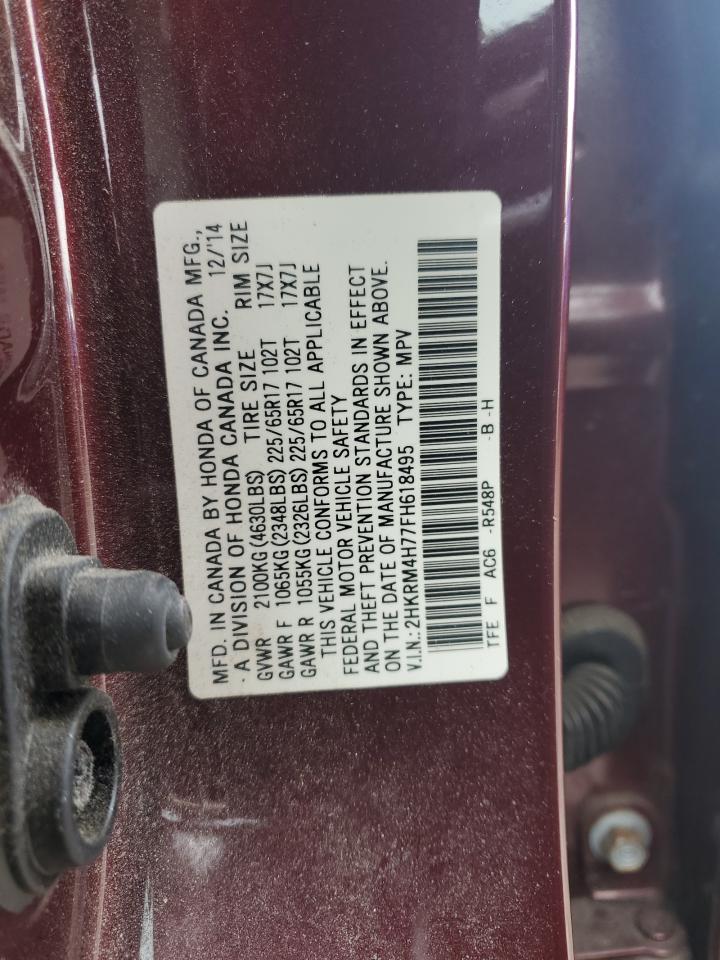 MFD. IN CANADA BY HONDA OF CANADA MFG.,
· A DIVISION OF HONDA CANADA INC. 12/'14
GVWR 2100KG(4630LBS) TIRE SIZE RIM SIZE
GAWR F 1065KG(2348LBS) 225/65R17 102T 17X7J
GAWR R 1055KG(2326LBS) 225/65R17 102T 17X7J
THIS VEHICLE CONFORMS TO ALL APPLICABLE
FEDERAL MOTOR VEHICLE SAFETY
AND THEFT PREVENTION STANDARDS IN EFFECT
ON THE DATE OF MANUFACTURE SHOWN ABOVE.
V.I.N.: 2HKRM4H77FH618495 TYPE: MPV
TFE F AC6 -R548P -B -H